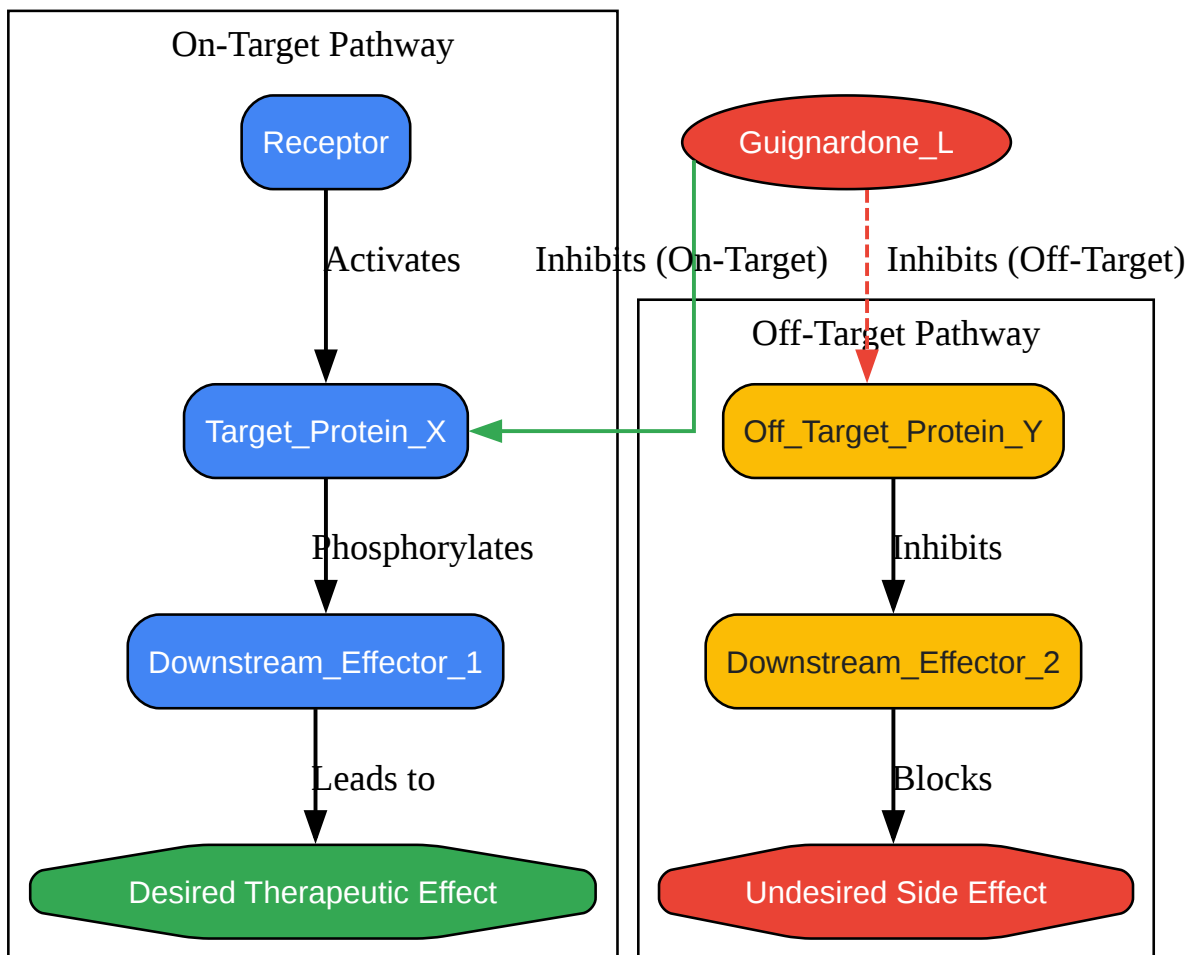 On-Target Pathway
Receptor
Guignardone_L
Activates
Inhibits (On-Target)
Inhibits (Off-Target)
Off-Target Pathway
Target_Protein_X
Off_Target_Protein_Y
Phosphorylates
Inhibits
Downstream_Effector_1
Downstream_Effector_2
Leads to
Blocks
Desired Therapeutic Effect
Undesired Side Effect